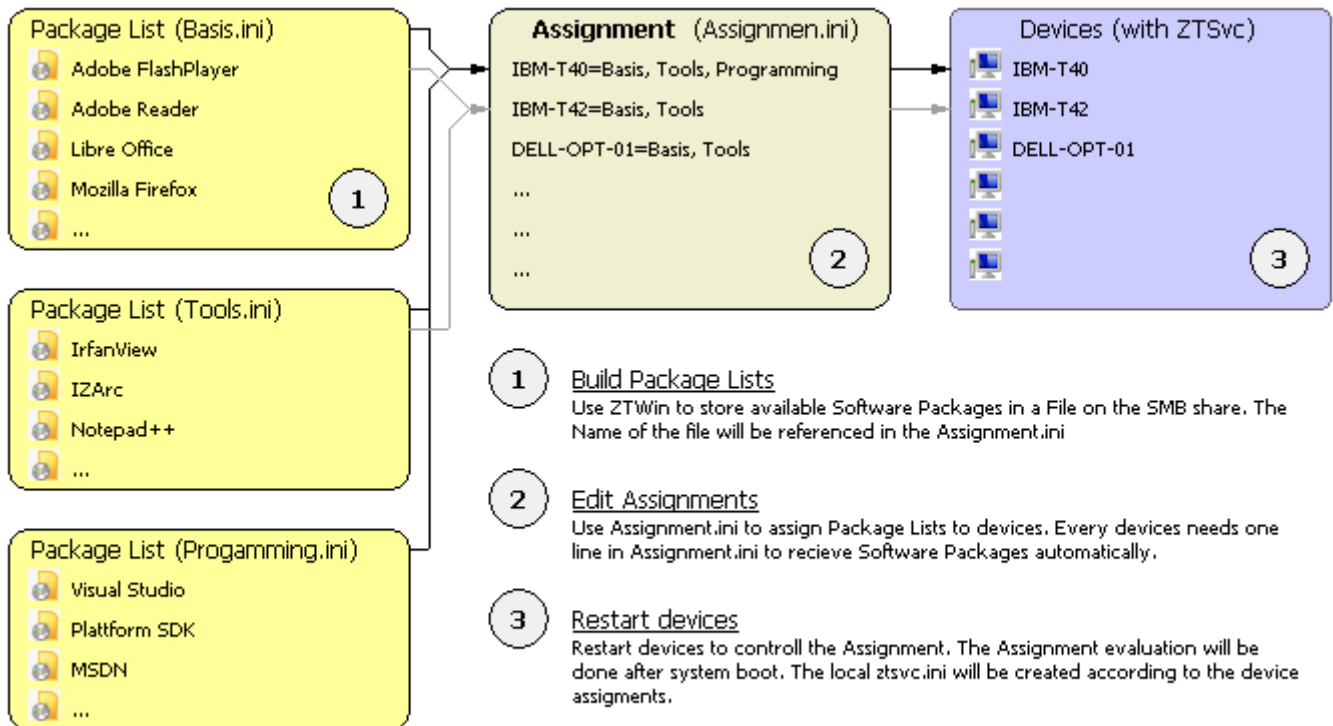 Package List (Basis.ini)
Adobe FlashPlayer
Adobe Reader
Libre Office
Mozilla Firefox
...
1
Package List (Tools.ini)
IrfanView
IZArc
Notepad++
...
Package List (Progamming.ini)
Visual Studio
Plattform SDK
MSDN
...
Assignment (Assignmen.ini)
IBM-T40=Basis, Tools, Programming
IBM-T42=Basis, Tools
DELL-OPT-01=Basis, Tools
...
...
...
2
Devices (with ZTSvc)
IBM-T40
IBM-T42
DELL-OPT-01
3
1
Build Package Lists
Use ZTWin to store available Software Packages in a File on the SMB share. The
Name of the file will be referenced in the Assignment.ini
2
Edit Assignments
Use Assignment.ini to assign Package Lists to devices. Every devices needs one
line in Assignment.ini to recieve Software Packages automatically.
3
Restart devices
Restart devices to controll the Assignment. The Assignment evaluation will be
done after system boot. The local ztsvc.ini will be created according to the device
assigments.